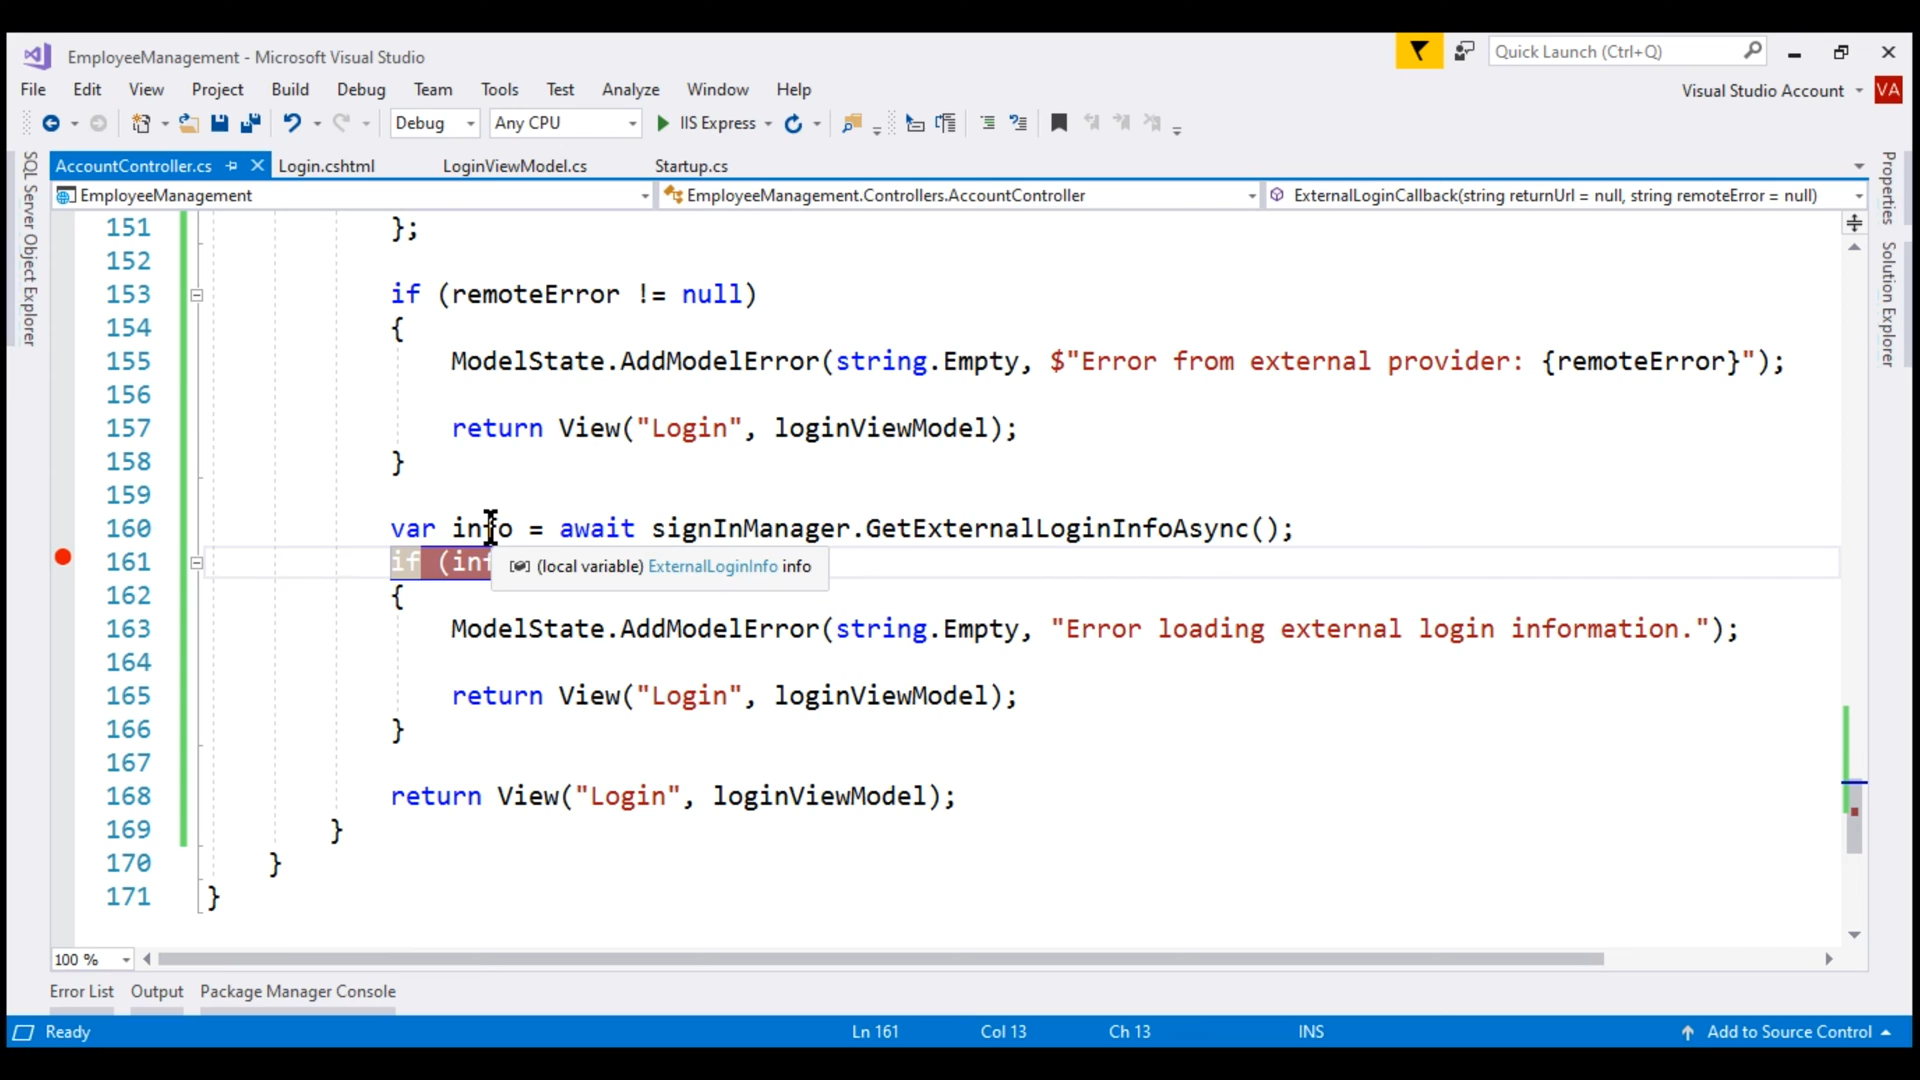 EmployeeManagement - Microsoft Visual Studio
Quick Launch (Ctrl+Q)
File Edit View Project Build Debug Team Tools Test Analyze Window Help
Visual Studio Account VA
Debug Any CPU IIS Express
AccountController.cs Login.cshtml LoginViewModel.cs Startup.cs
EmployeeManagement EmployeeManagement.Controllers.AccountController ExternalLoginCallback(string returnUrl = null, string remoteError = null)
SQL Server Object Explorer
Properties
Solution Explorer
151 };
152
153 if (remoteError != null)
154 {
155 ModelState.AddModelError(string.Empty, $"Error from external provider: {remoteError}");
156
157 return View("Login", loginViewModel);
158 }
159
160 var info = await signInManager.GetExternalLoginInfoAsync();
161 if (inf
(local variable) ExternalLoginInfo info
162 {
163 ModelState.AddModelError(string.Empty, "Error loading external login information.");
164
165 return View("Login", loginViewModel);
166 }
167
168 return View("Login", loginViewModel);
169 }
170 }
171 }
100 %
Error List Output Package Manager Console
Ready Ln 161 Col 13 Ch 13 INS Add to Source Control